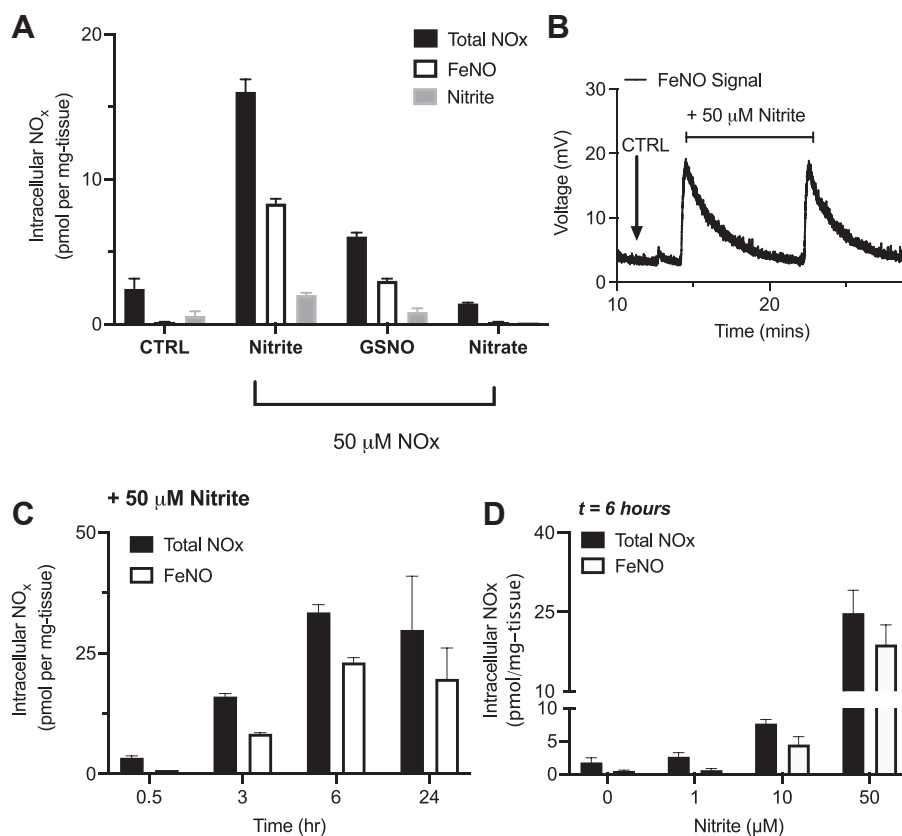 A
Total NOx
FeNO
Nitrite
Intracellular NOx
(pmol per mg-tissue)
20
10
0
CTRL
Nitrite
GSNO
Nitrate
50 μM NOx
B
FeNO Signal
+ 50 μM Nitrite
CTRL
Voltage (mV)
30
20
10
0
10
20
Time (mins)
C
+ 50 μM Nitrite
Total NOx
FeNO
Intracellular NOx
(pmol per mg-tissue)
50
25
0
0.5
3
6
24
Time (hr)
D
t = 6 hours
Total NOx
FeNO
Intracellular NOx
(pmol/mg–tissue)
40
25
10
10
5
0
0
1
10
50
Nitrite (μM)